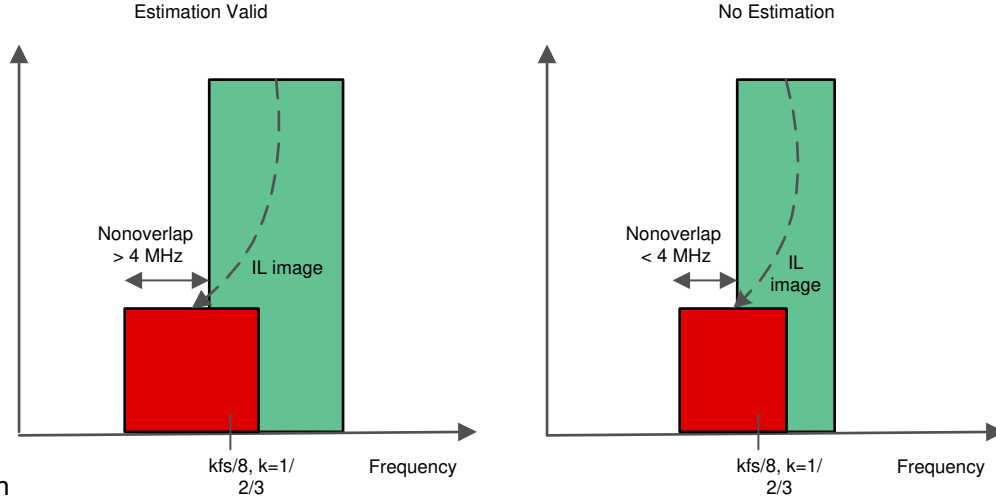 Estimation Valid
No Estimation
Nonoverlap
> 4 MHz
IL image
Nonoverlap
< 4 MHz
IL
image
kfs/8, k=1/
2/3
Frequency
kfs/8, k=1/
2/3
Frequency
n